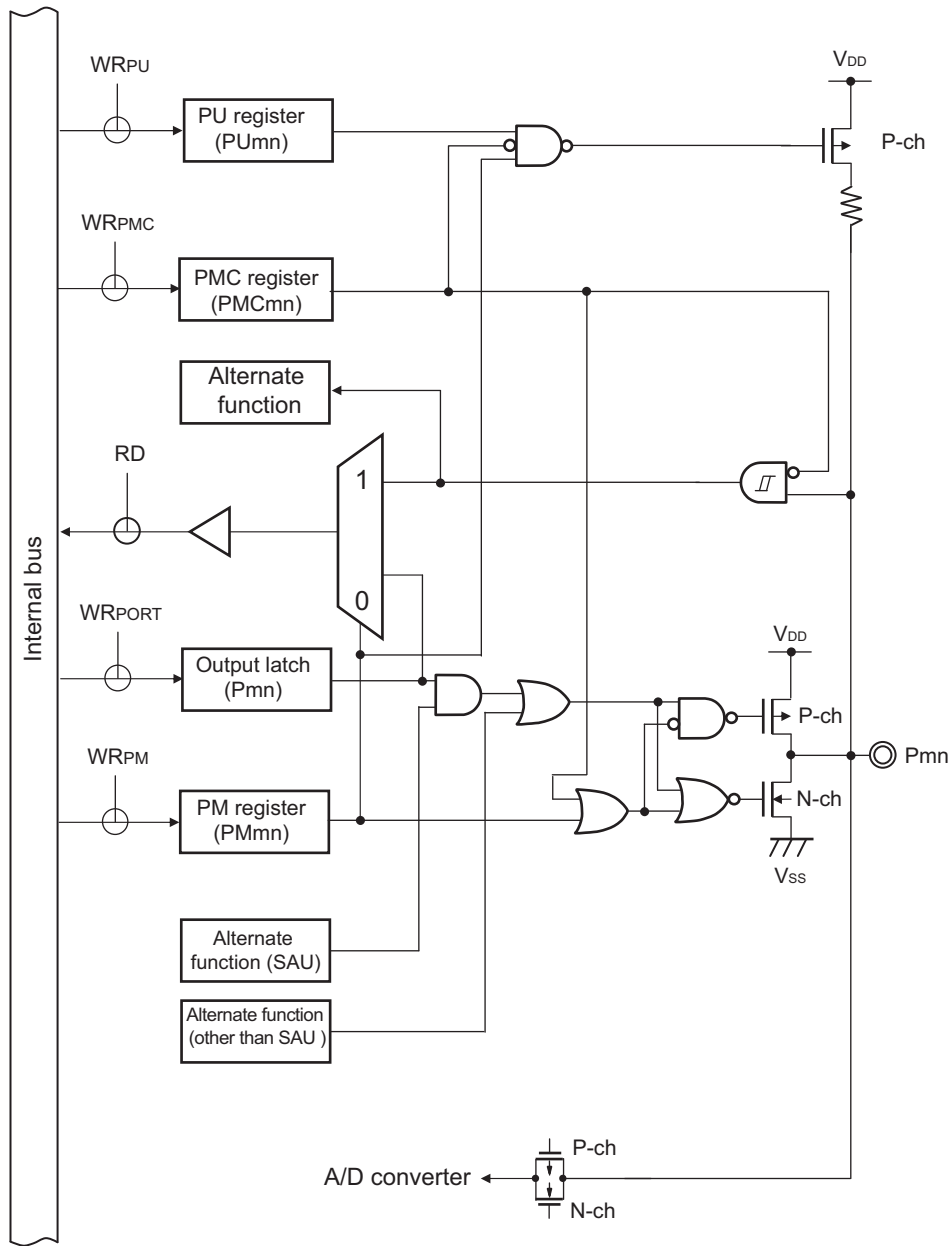 WRPU
PU register
(PUmn)
VDD
P-ch
WRPMC
PMC register
(PMCmn)
Alternate
function
RD
1
0
Internal bus
WRPORT
Output latch
(Pmn)
VDD
P-ch
Pmn
N-ch
VSS
WRPM
PM register
(PMmn)
Alternate
function (SAU)
Alternate function
(other than SAU )
P-ch
A/D converter
N-ch